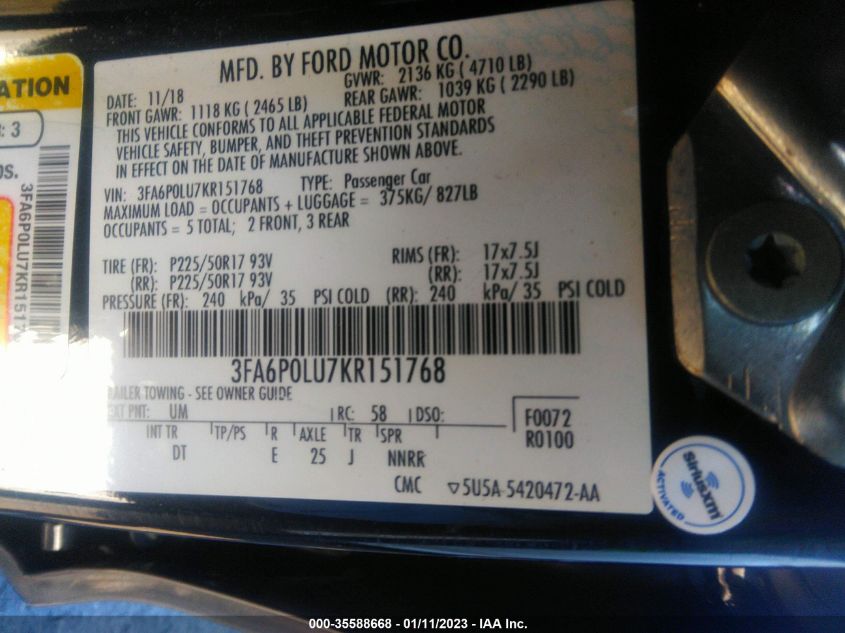 MFD. BY FORD MOTOR CO.
DATE: 11/18 GVWR: 2136 KG ( 4710 LB)
FRONT GAWR: 1118 KG ( 2465 LB) REAR GAWR: 1039 KG ( 2290 LB)
THIS VEHICLE CONFORMS TO ALL APPLICABLE FEDERAL MOTOR
VEHICLE SAFETY, BUMPER, AND THEFT PREVENTION STANDARDS
IN EFFECT ON THE DATE OF MANUFACTURE SHOWN ABOVE.
VIN: 3FA6P0LU7KR151768 TYPE: Passenger Car
MAXIMUM LOAD = OCCUPANTS + LUGGAGE = 375KG/ 827LB
OCCUPANTS = 5 TOTAL; 2 FRONT, 3 REAR
TIRE (FR): P225/50R17 93V RIMS (FR): 17x7.5J
(RR): P225/50R17 93V (RR): 17x7.5J
PRESSURE (FR): 240 kPa/ 35 PSI COLD (RR): 240 kPa/ 35 PSI COLD
3FA6P0LU7KR151768
RAILER TOWING - SEE OWNER GUIDE
EXT PNT: UM RC: 58 DSO:
INT TR TP/PS R AXLE TR SPR
DT E 25 J NNRR
F0072
R0100
CMC ▽5U5A-5420472-AA
ATION
: 3
OS.
3FA6P0LU7KR1517
SiriusXM
ACTIVATED
000-35588668 - 01/11/2023 - IAA Inc.